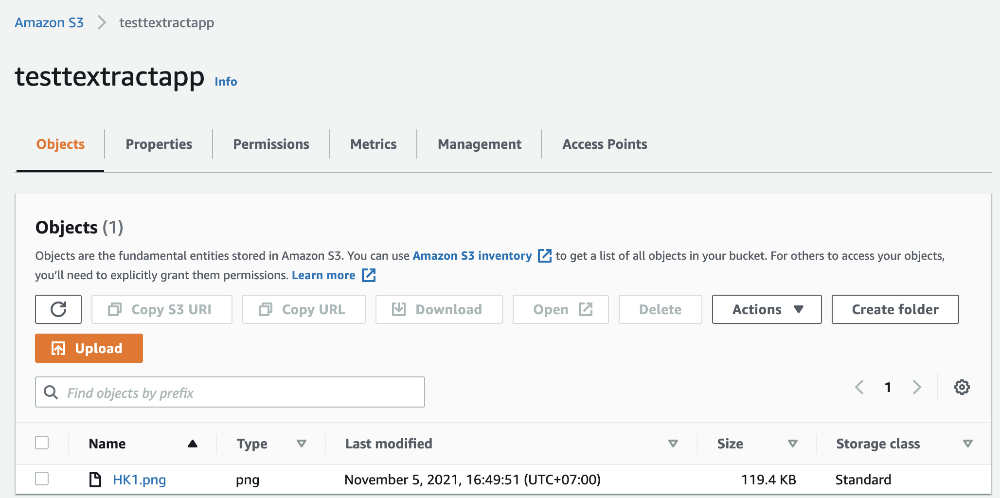 Amazon S3 testtextractapp
testtextractapp Info
Objects Properties Permissions Metrics Management Access Points
Objects (1)
Objects are the fundamental entities stored in Amazon S3. You can use Amazon S3 inventory to get a list of all objects in your bucket. For others to access your objects,
you'll need to explicitly grant them permissions. Learn more
Copy S3 URI Copy URL Download Open Delete Actions Create folder
Upload
Find objects by prefix 1
Name Type Last modified Size Storage class
HK1.png png November 5, 2021, 16:49:51 (UTC+07:00) 119.4 KB Standard